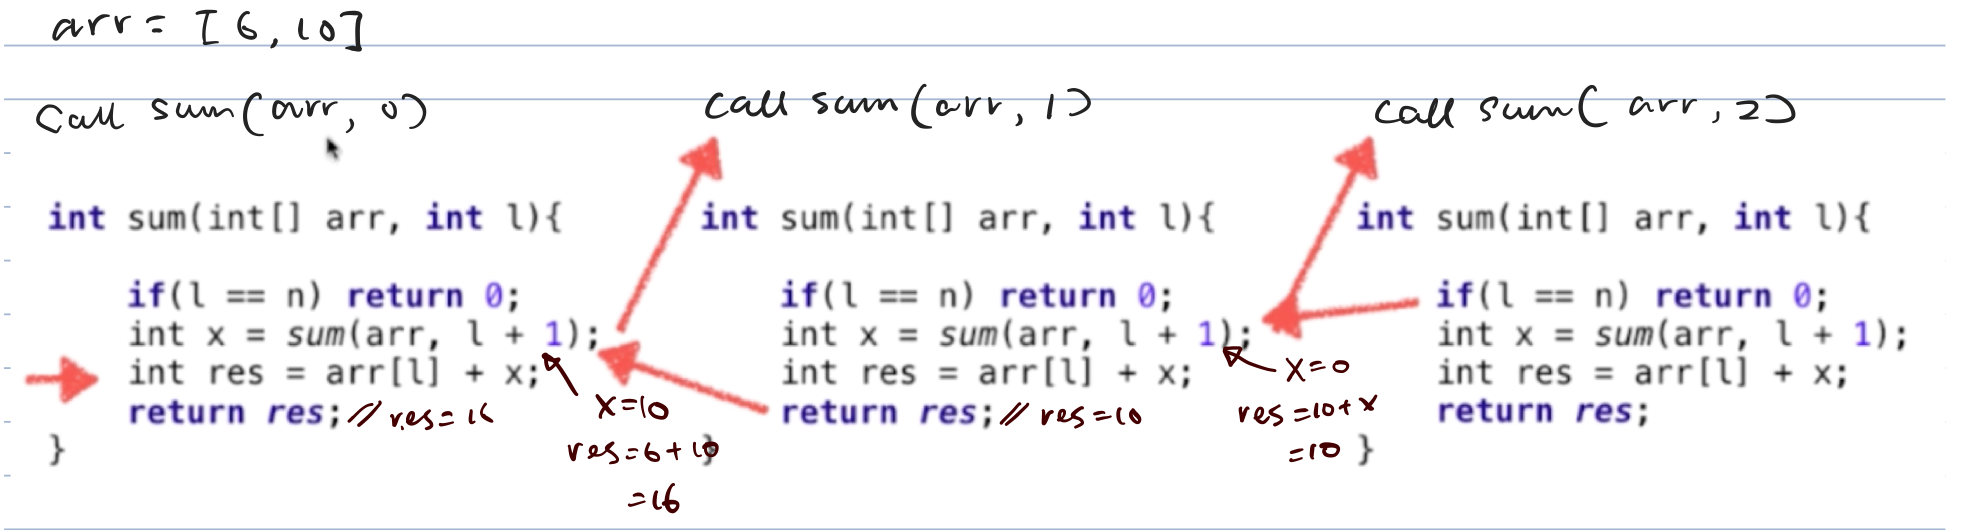 arr = [6, 10]
call sum(arr, 0)
call sum(arr, 1)
call sum(arr, 2)
int sum(int[] arr, int l){
if(l == n) return 0;
int x = sum(arr, l + 1);
int res = arr[l] + x;
return res; // res=16
}
x=10
res=6+10
=16
int sum(int[] arr, int l){
if(l == n) return 0;
int x = sum(arr, l + 1);
int res = arr[l] + x;
return res; // res=10
}
x=0
res=10+x
=10
int sum(int[] arr, int l){
if(l == n) return 0;
int x = sum(arr, l + 1);
int res = arr[l] + x;
return res;
}